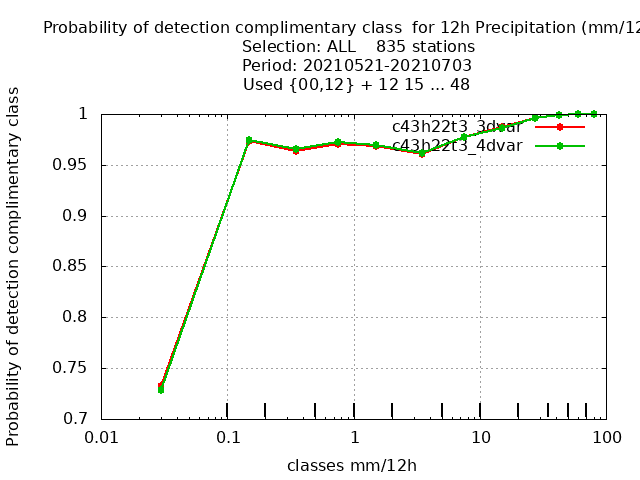 Probability of detection complimentary class  for 12h Precipitation (mm/12
Selection: ALL    835 stations
Period: 20210521-20210703
Used {00,12} + 12 15 ... 48
Probability of detection complimentary class
1
0.95
0.9
0.85
0.8
0.75
0.7
c43h22t3_3dvar
c43h22t3_4dvar
0.01
0.1
1
10
100
classes mm/12h